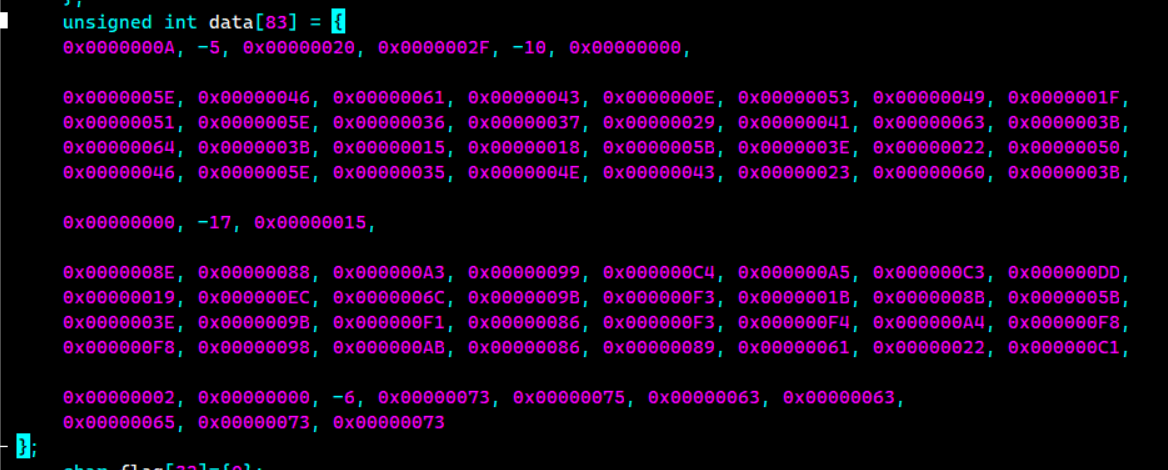 };
unsigned int data[83] = {
0x0000000A, -5, 0x00000020, 0x0000002F, -10, 0x00000000,
0x0000005E, 0x00000046, 0x00000061, 0x00000043, 0x0000000E, 0x00000053, 0x00000049, 0x0000001F,
0x00000051, 0x0000005E, 0x00000036, 0x00000037, 0x00000029, 0x00000041, 0x00000063, 0x0000003B,
0x00000064, 0x0000003B, 0x00000015, 0x00000018, 0x0000005B, 0x0000003E, 0x00000022, 0x00000050,
0x00000046, 0x0000005E, 0x00000035, 0x0000004E, 0x00000043, 0x00000023, 0x00000060, 0x0000003B,
0x00000000, -17, 0x00000015,
0x0000008E, 0x00000088, 0x000000A3, 0x00000099, 0x000000C4, 0x000000A5, 0x000000C3, 0x000000DD,
0x00000019, 0x000000EC, 0x0000006C, 0x0000009B, 0x000000F3, 0x0000001B, 0x0000008B, 0x0000005B,
0x0000003E, 0x0000009B, 0x000000F1, 0x00000086, 0x000000F3, 0x000000F4, 0x000000A4, 0x000000F8,
0x000000F8, 0x00000098, 0x000000AB, 0x00000086, 0x00000089, 0x00000061, 0x00000022, 0x000000C1,
0x00000002, 0x00000000, -6, 0x00000073, 0x00000075, 0x00000063, 0x00000063,
0x00000065, 0x00000073, 0x00000073
};
char flag[33]={0};